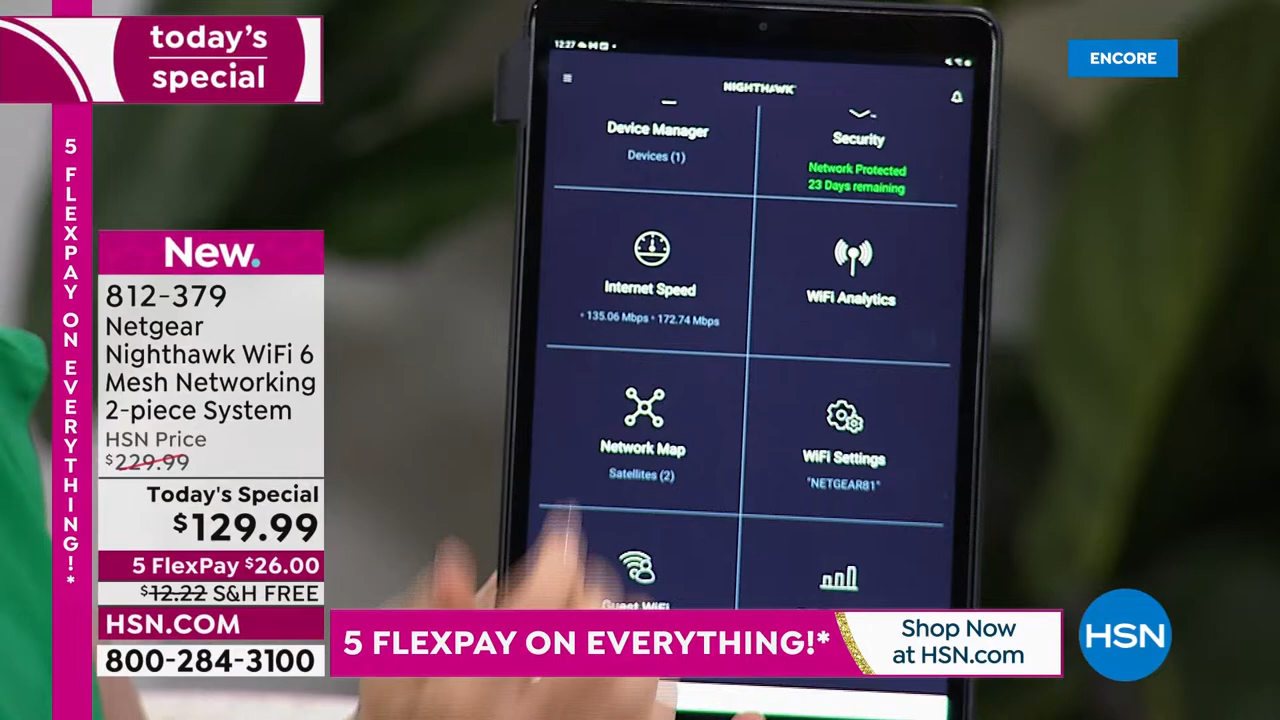 today's
special
ENCORE
5 FLEXPAY ON EVERYTHING!*
New.
812-379
Netgear
Nighthawk WiFi 6
Mesh Networking
2-piece System
HSN Price
$229.99
Today's Special
$129.99
5 FlexPay $26.00
$12.22 S&H FREE
HSN.COM
800-284-3100
12:27
NIGHTHAWK
Device Manager
Devices (1)
Security
Network Protected
23 Days remaining
Internet Speed
135.06 Mbps 172.74 Mbps
WiFi Analytics
Network Map
Satellites (2)
WiFi Settings
"NETGEAR81"
Guest WiFi
5 FLEXPAY ON EVERYTHING!*
Shop Now
at HSN.com
HSN